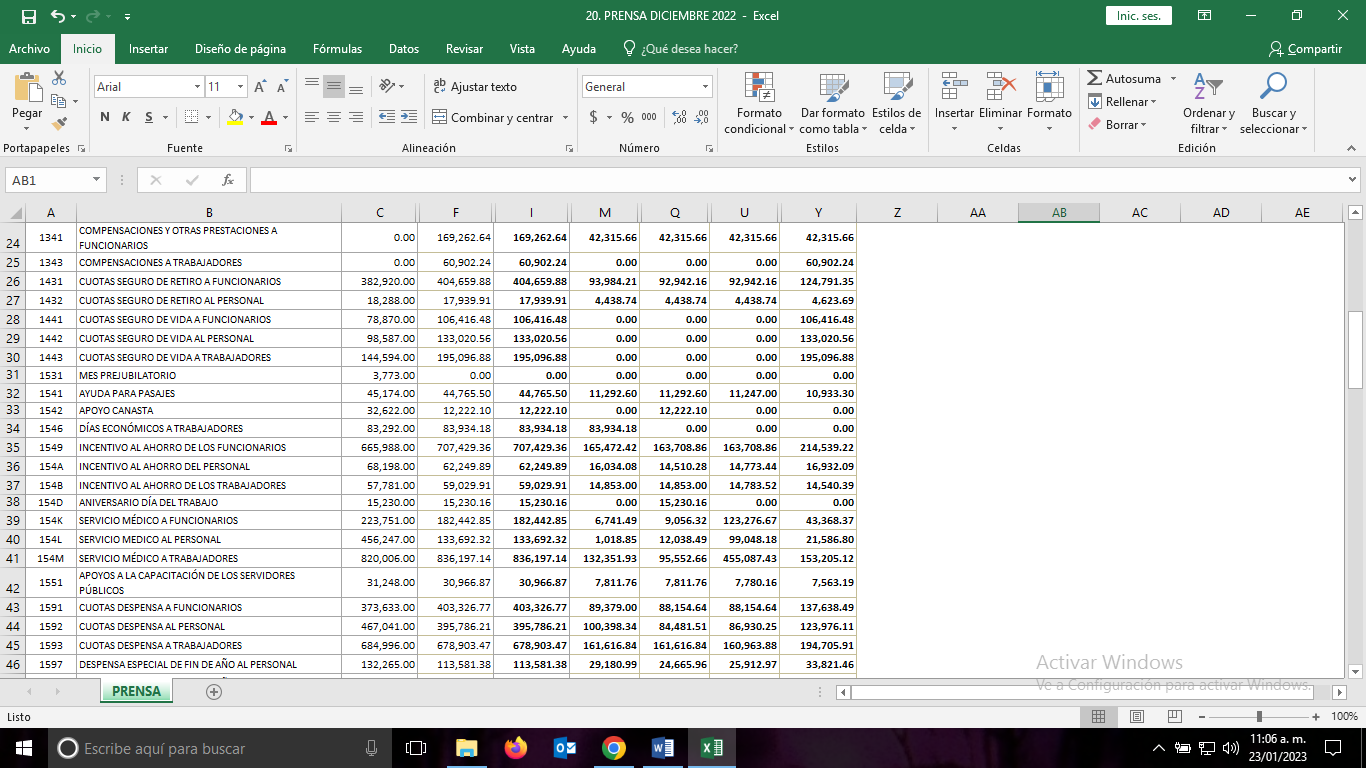 20. PRENSA DICIEMBRE 2022 - Excel
Inic. ses.
Archivo Inicio Insertar Diseño de página Fórmulas Datos Revisar Vista Ayuda ¿Qué desea hacer? Compartir
Pegar
Arial 11
N K S
Ajustar texto
Combinar y centrar
General
$ % 000
Formato condicional
Dar formato como tabla
Estilos de celda
Insertar Eliminar Formato
Autosuma
Rellenar
Borrar
Ordenar y filtrar
Buscar y seleccionar
Portapapeles Fuente Alineación Número Estilos Celdas Edición
AB1 fx
A B C F I M Q U Y Z AA AB AC AD AE
24 1341 COMPENSACIONES Y OTRAS PRESTACIONES A FUNCIONARIOS 0.00 169,262.64 169,262.64 42,315.66 42,315.66 42,315.66 42,315.66
25 1343 COMPENSACIONES A TRABAJADORES 0.00 60,902.24 60,902.24 0.00 0.00 0.00 60,902.24
26 1431 CUOTAS SEGURO DE RETIRO A FUNCIONARIOS 382,920.00 404,659.88 404,659.88 93,984.21 92,942.16 92,942.16 124,791.35
27 1432 CUOTAS SEGURO DE RETIRO AL PERSONAL 18,288.00 17,939.91 17,939.91 4,438.74 4,438.74 4,438.74 4,623.69
28 1441 CUOTAS SEGURO DE VIDA A FUNCIONARIOS 78,870.00 106,416.48 106,416.48 0.00 0.00 0.00 106,416.48
29 1442 CUOTAS SEGURO DE VIDA AL PERSONAL 98,587.00 133,020.56 133,020.56 0.00 0.00 0.00 133,020.56
30 1443 CUOTAS SEGURO DE VIDA A TRABAJADORES 144,594.00 195,096.88 195,096.88 0.00 0.00 0.00 195,096.88
31 1531 MES PREJUBILATORIO 3,773.00 0.00 0.00 0.00 0.00 0.00 0.00
32 1541 AYUDA PARA PASAJES 45,174.00 44,765.50 44,765.50 11,292.60 11,292.60 11,247.00 10,933.30
33 1542 APOYO CANASTA 32,622.00 12,222.10 12,222.10 0.00 12,222.10 0.00 0.00
34 1546 DÍAS ECONÓMICOS A TRABAJADORES 83,292.00 83,934.18 83,934.18 83,934.18 0.00 0.00 0.00
35 1549 INCENTIVO AL AHORRO DE LOS FUNCIONARIOS 665,988.00 707,429.36 707,429.36 165,472.42 163,708.86 163,708.86 214,539.22
36 154A INCENTIVO AL AHORRO DEL PERSONAL 68,198.00 62,249.89 62,249.89 16,034.08 14,510.28 14,773.44 16,932.09
37 154B INCENTIVO AL AHORRO DE LOS TRABAJADORES 57,781.00 59,029.91 59,029.91 14,853.00 14,853.00 14,783.52 14,540.39
38 154D ANIVERSARIO DÍA DEL TRABAJO 15,230.00 15,230.16 15,230.16 0.00 15,230.16 0.00 0.00
39 154K SERVICIO MÉDICO A FUNCIONARIOS 223,751.00 182,442.85 182,442.85 6,741.49 9,056.32 123,276.67 43,368.37
40 154L SERVICIO MEDICO AL PERSONAL 456,247.00 133,692.32 133,692.32 1,018.85 12,038.49 99,048.18 21,586.80
41 154M SERVICIO MÉDICO A TRABAJADORES 820,006.00 836,197.14 836,197.14 132,351.93 95,552.66 455,087.43 153,205.12
42 1551 APOYOS A LA CAPACITACIÓN DE LOS SERVIDORES PÚBLICOS 31,248.00 30,966.87 30,966.87 7,811.76 7,811.76 7,780.16 7,563.19
43 1591 CUOTAS DESPENSA A FUNCIONARIOS 373,633.00 403,326.77 403,326.77 89,379.00 88,154.64 88,154.64 137,638.49
44 1592 CUOTAS DESPENSA AL PERSONAL 467,041.00 395,786.21 395,786.21 100,398.34 84,481.51 86,930.25 123,976.11
45 1593 CUOTAS DESPENSA A TRABAJADORES 684,996.00 678,903.47 678,903.47 161,616.84 161,616.84 160,963.88 194,705.91
46 1597 DESPENSA ESPECIAL DE FIN DE AÑO AL PERSONAL 132,265.00 113,581.38 113,581.38 29,180.99 24,665.96 25,912.97 33,821.46
Activar Windows
Ve a Configuración para activar Windows.
PRENSA
Listo
100%
Escribe aquí para buscar
11:06 a. m.
23/01/2023